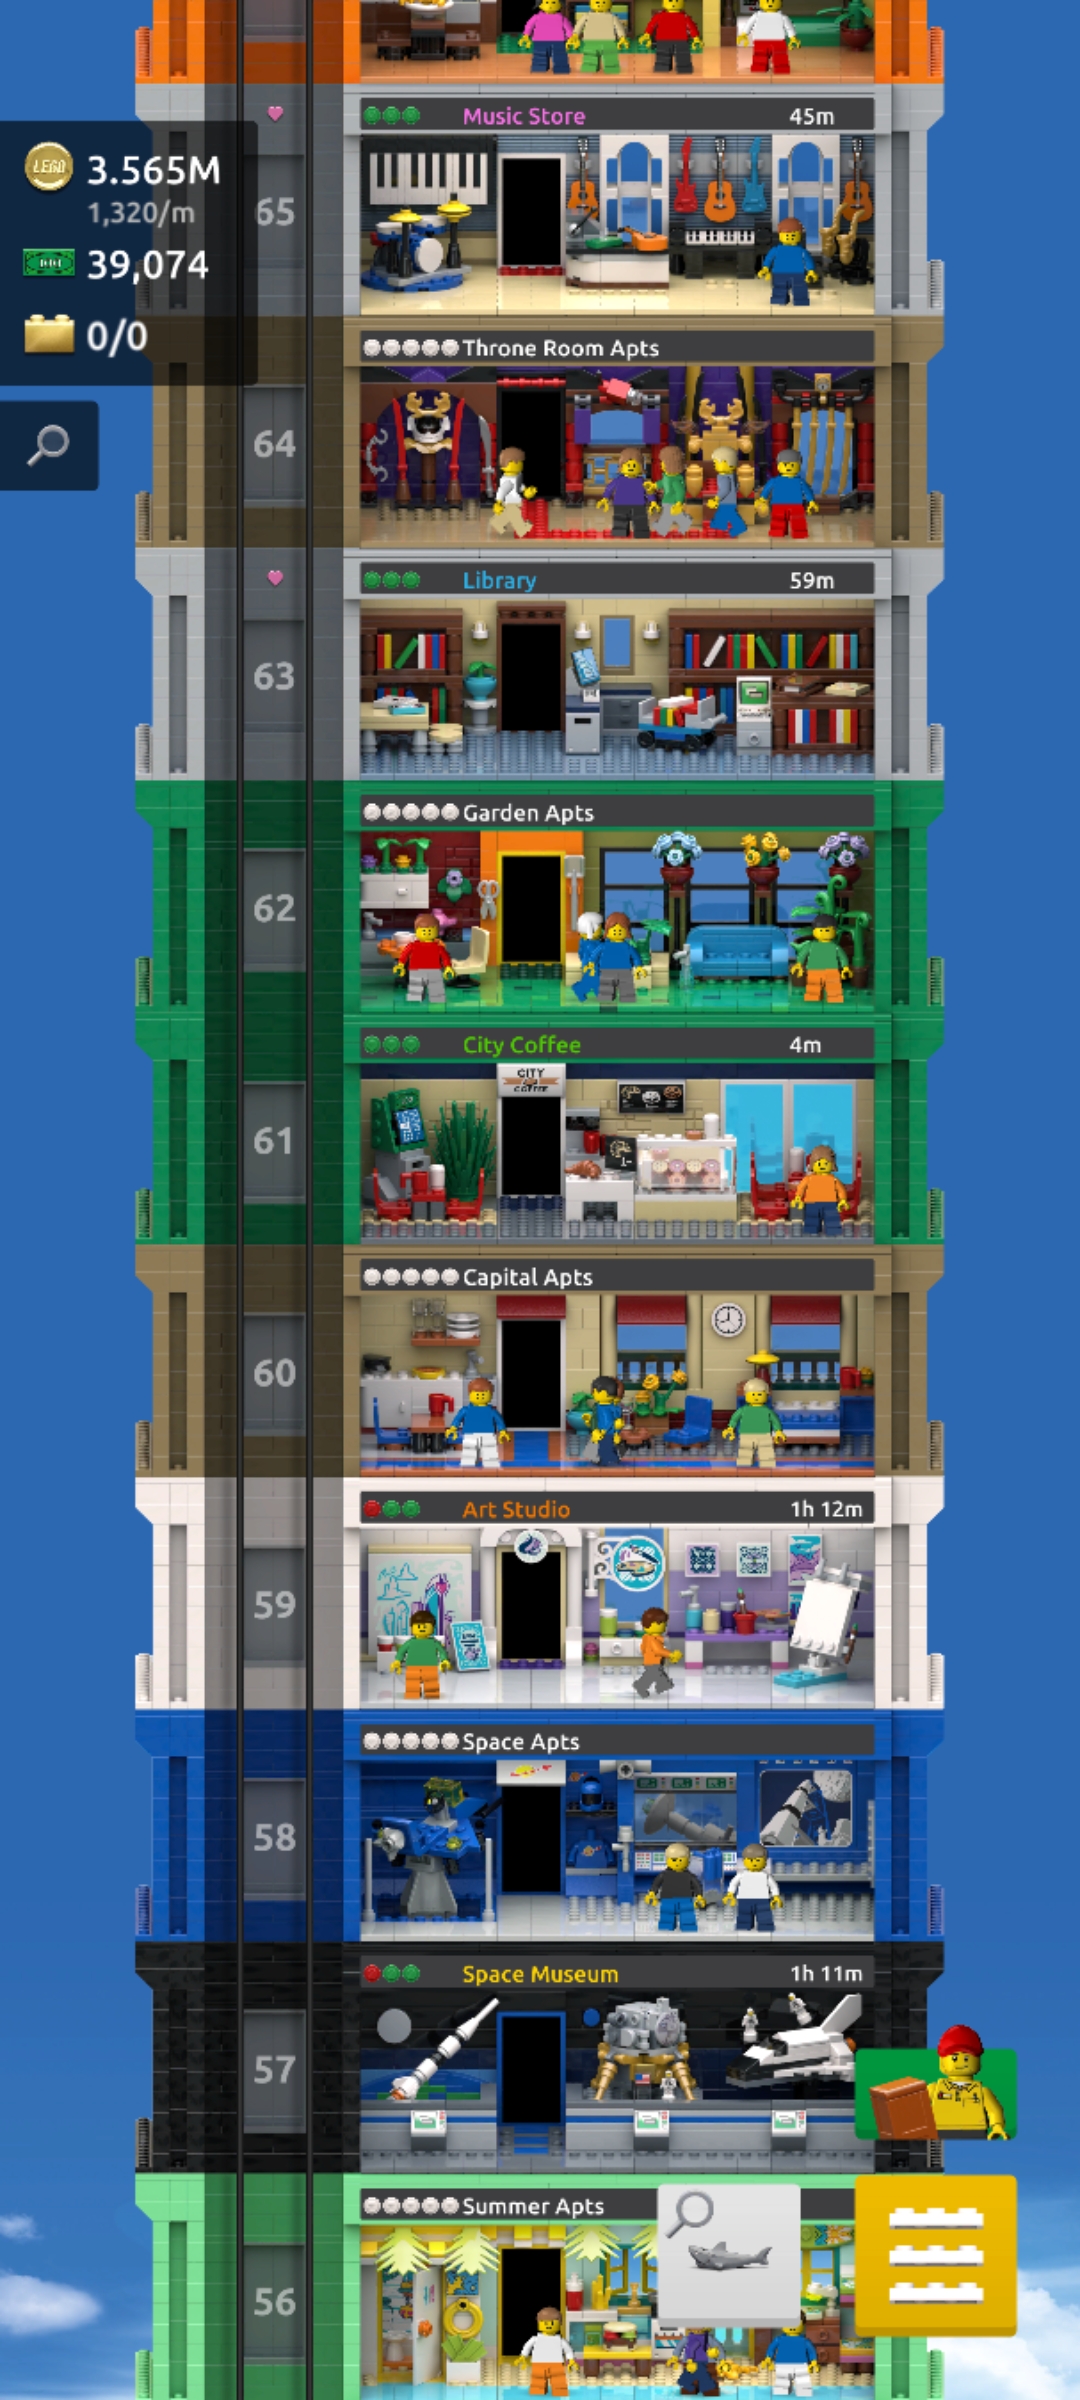 Music Store 45m
LEGO 3.565M
1,320/m
65
39,074
0/0
Throne Room Apts
64
Library 59m
63
Garden Apts
62
City Coffee 4m
CITY
COFFEE
61
Capital Apts
60
Art Studio 1h 12m
59
Space Apts
58
Space Museum 1h 11m
57
Summer Apts
56